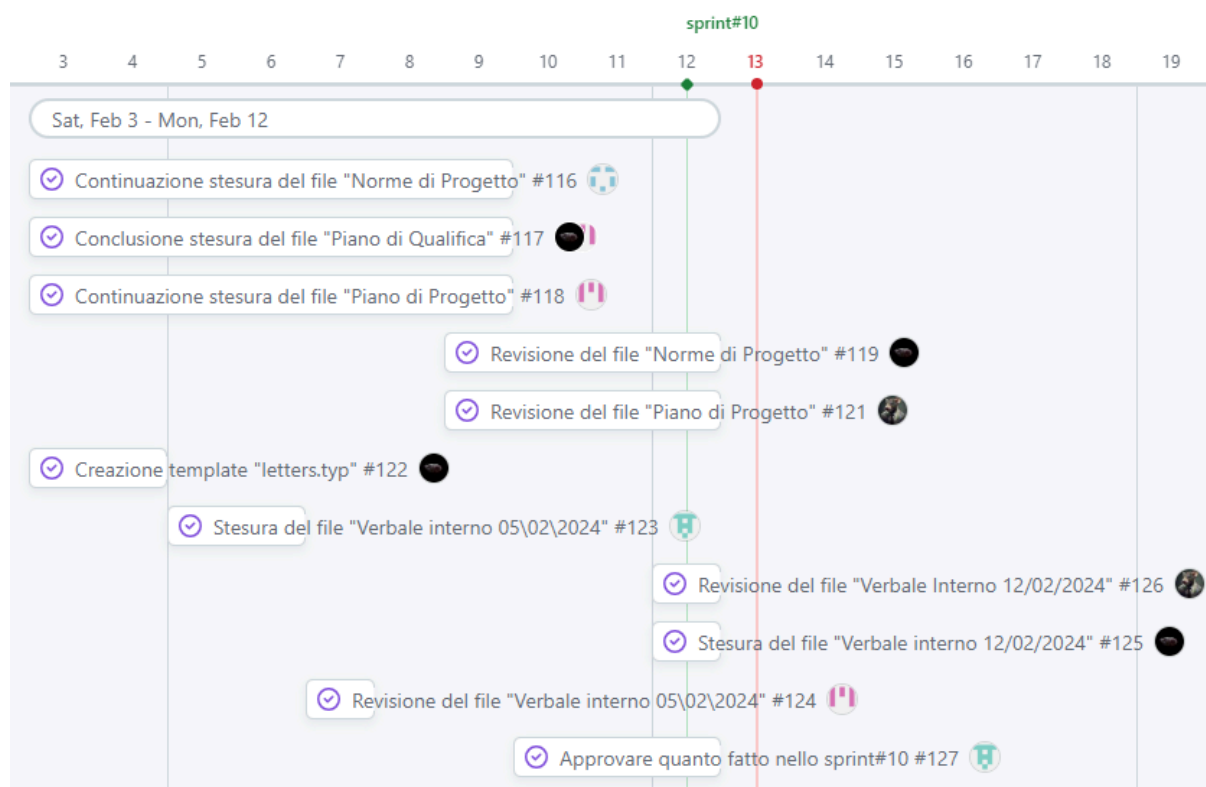 sprint#10
3 4 5 6 7 8 9 10 11 12 13 14 15 16 17 18 19
Sat, Feb 3 - Mon, Feb 12
Continuazione stesura del file "Norme di Progetto" #116
Conclusione stesura del file "Piano di Qualifica" #117
Continuazione stesura del file "Piano di Progetto" #118
Revisione del file "Norme di Progetto" #119
Revisione del file "Piano di Progetto" #121
Creazione template "letters.typ" #122
Stesura del file "Verbale interno 05\02\2024" #123
Revisione del file "Verbale Interno 12/02/2024" #126
Stesura del file "Verbale interno 12/02/2024" #125
Revisione del file "Verbale interno 05\02\2024" #124
Approvare quanto fatto nello sprint#10 #127